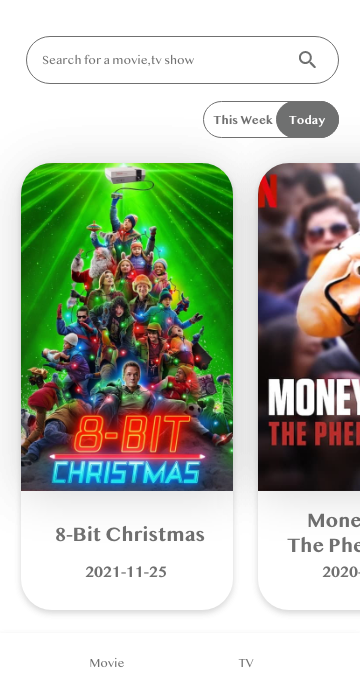 Search for a movie,tv show
This Week Today
8-BIT
CHRISTMAS
N
MONEY
THE PHE
8-Bit Christmas
2021-11-25
Mone
The Phe
2020-
Movie TV